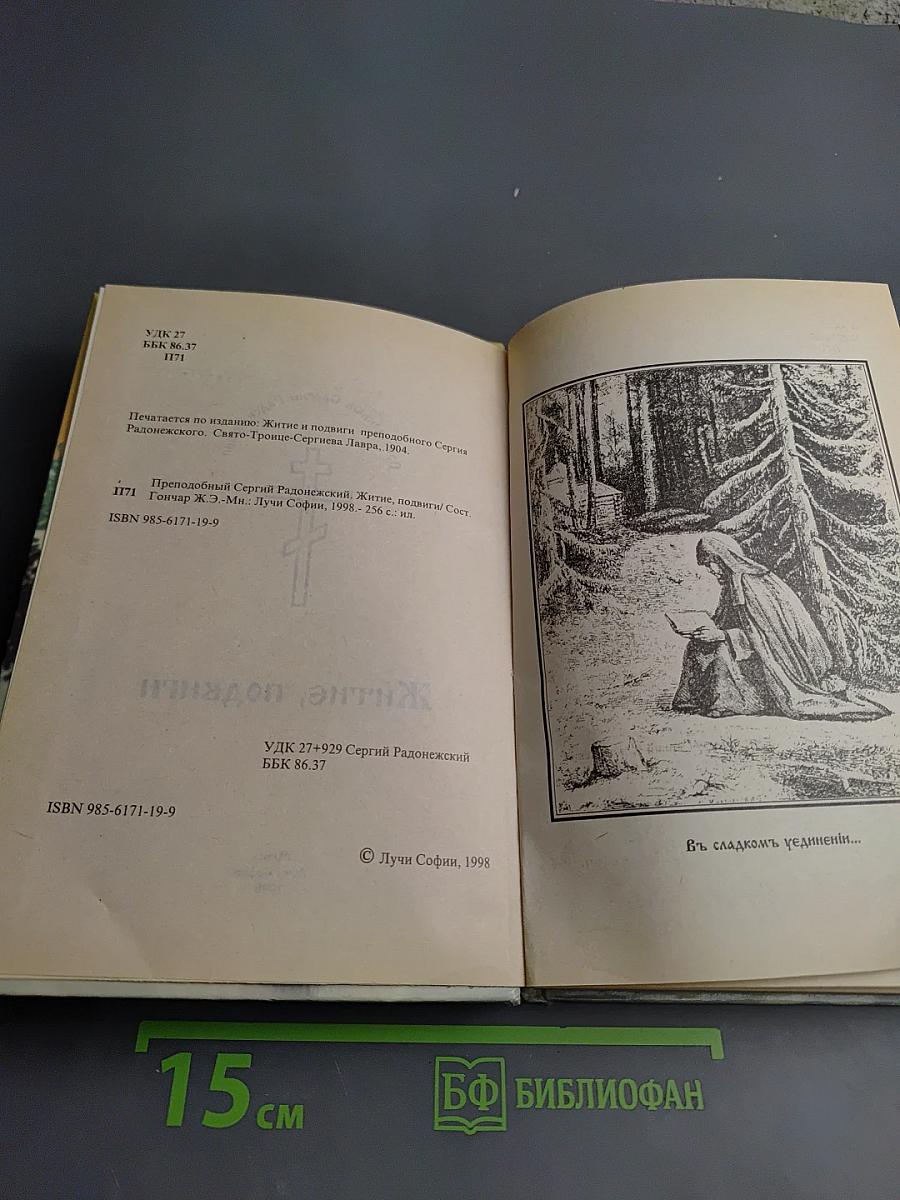 УДК 27
ББК 86.37
П71
Печатается по изданию: Житие и подвиги преподобного Сергия
Радонежского. Свято-Троице-Сергиева Лавра, 1904.
Преподобный Сергий Радонежский. Житие, подвиги/ Сост.
П71 Гончар Ж.Э.-Мн.: Лучи Софии, 1998.- 256 с.: ил.
ISBN 985-6171-19-9
Житие, подвиги
УДК 27+929 Сергий Радонежский
ББК 86.37
ISBN 985-6171-19-9
© Лучи Софии, 1998
Въ сладкомъ уединенiи...
15 см
БФ БИБЛИОФАН